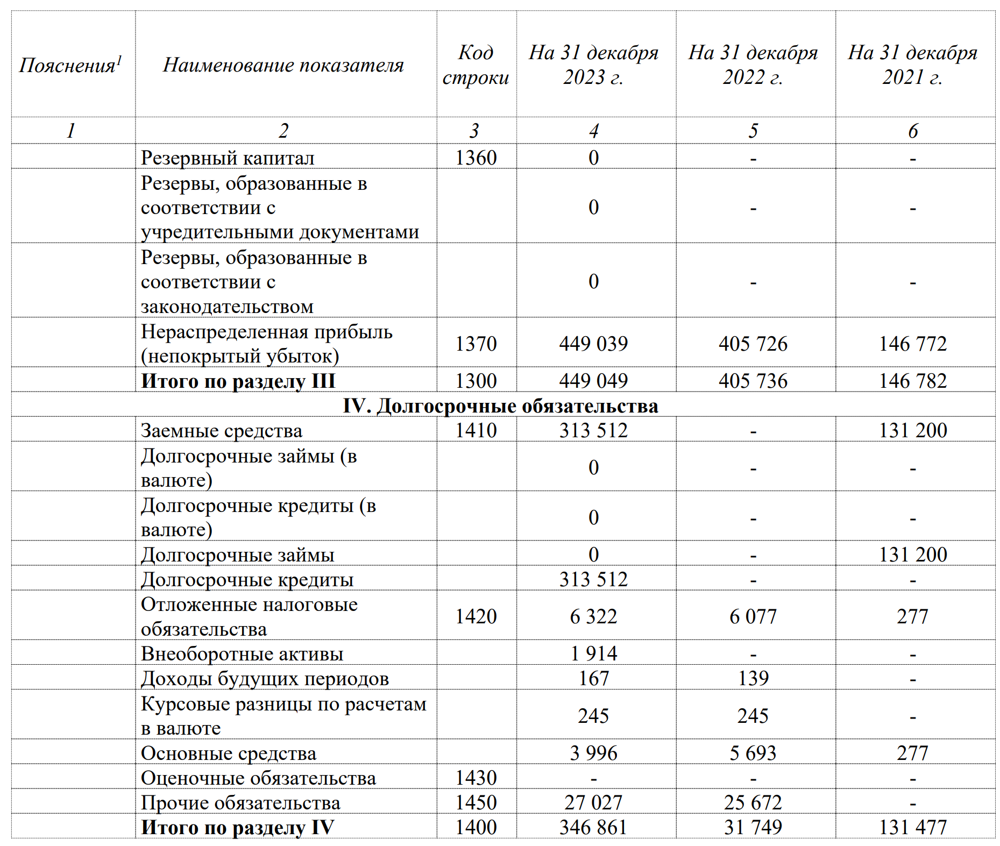 Пояснения1 Наименование показателя Код строки На 31 декабря 2023 г. На 31 декабря 2022 г. На 31 декабря 2021 г.
1 2 3 4 5 6
Резервный капитал 1360 0 - -
Резервы, образованные в
соответствии с 0 - -
учредительными документами
Резервы, образованные в
соответствии с 0 - -
законодательством
Нераспределенная прибыль
(непокрытый убыток) 1370 449 039 405 726 146 772
Итого по разделу III 1300 449 049 405 736 146 782
IV. Долгосрочные обязательства
Заемные средства 1410 313 512 - 131 200
Долгосрочные займы (в
валюте) 0 - -
Долгосрочные кредиты (в
валюте) 0 - -
Долгосрочные займы 0 - 131 200
Долгосрочные кредиты 313 512 - -
Отложенные налоговые
обязательства 1420 6 322 6 077 277
Внеоборотные активы 1 914 - -
Доходы будущих периодов 167 139 -
Курсовые разницы по расчетам
в валюте 245 245 -
Основные средства 3 996 5 693 277
Оценочные обязательства 1430 - - -
Прочие обязательства 1450 27 027 25 672 -
Итого по разделу IV 1400 346 861 31 749 131 477